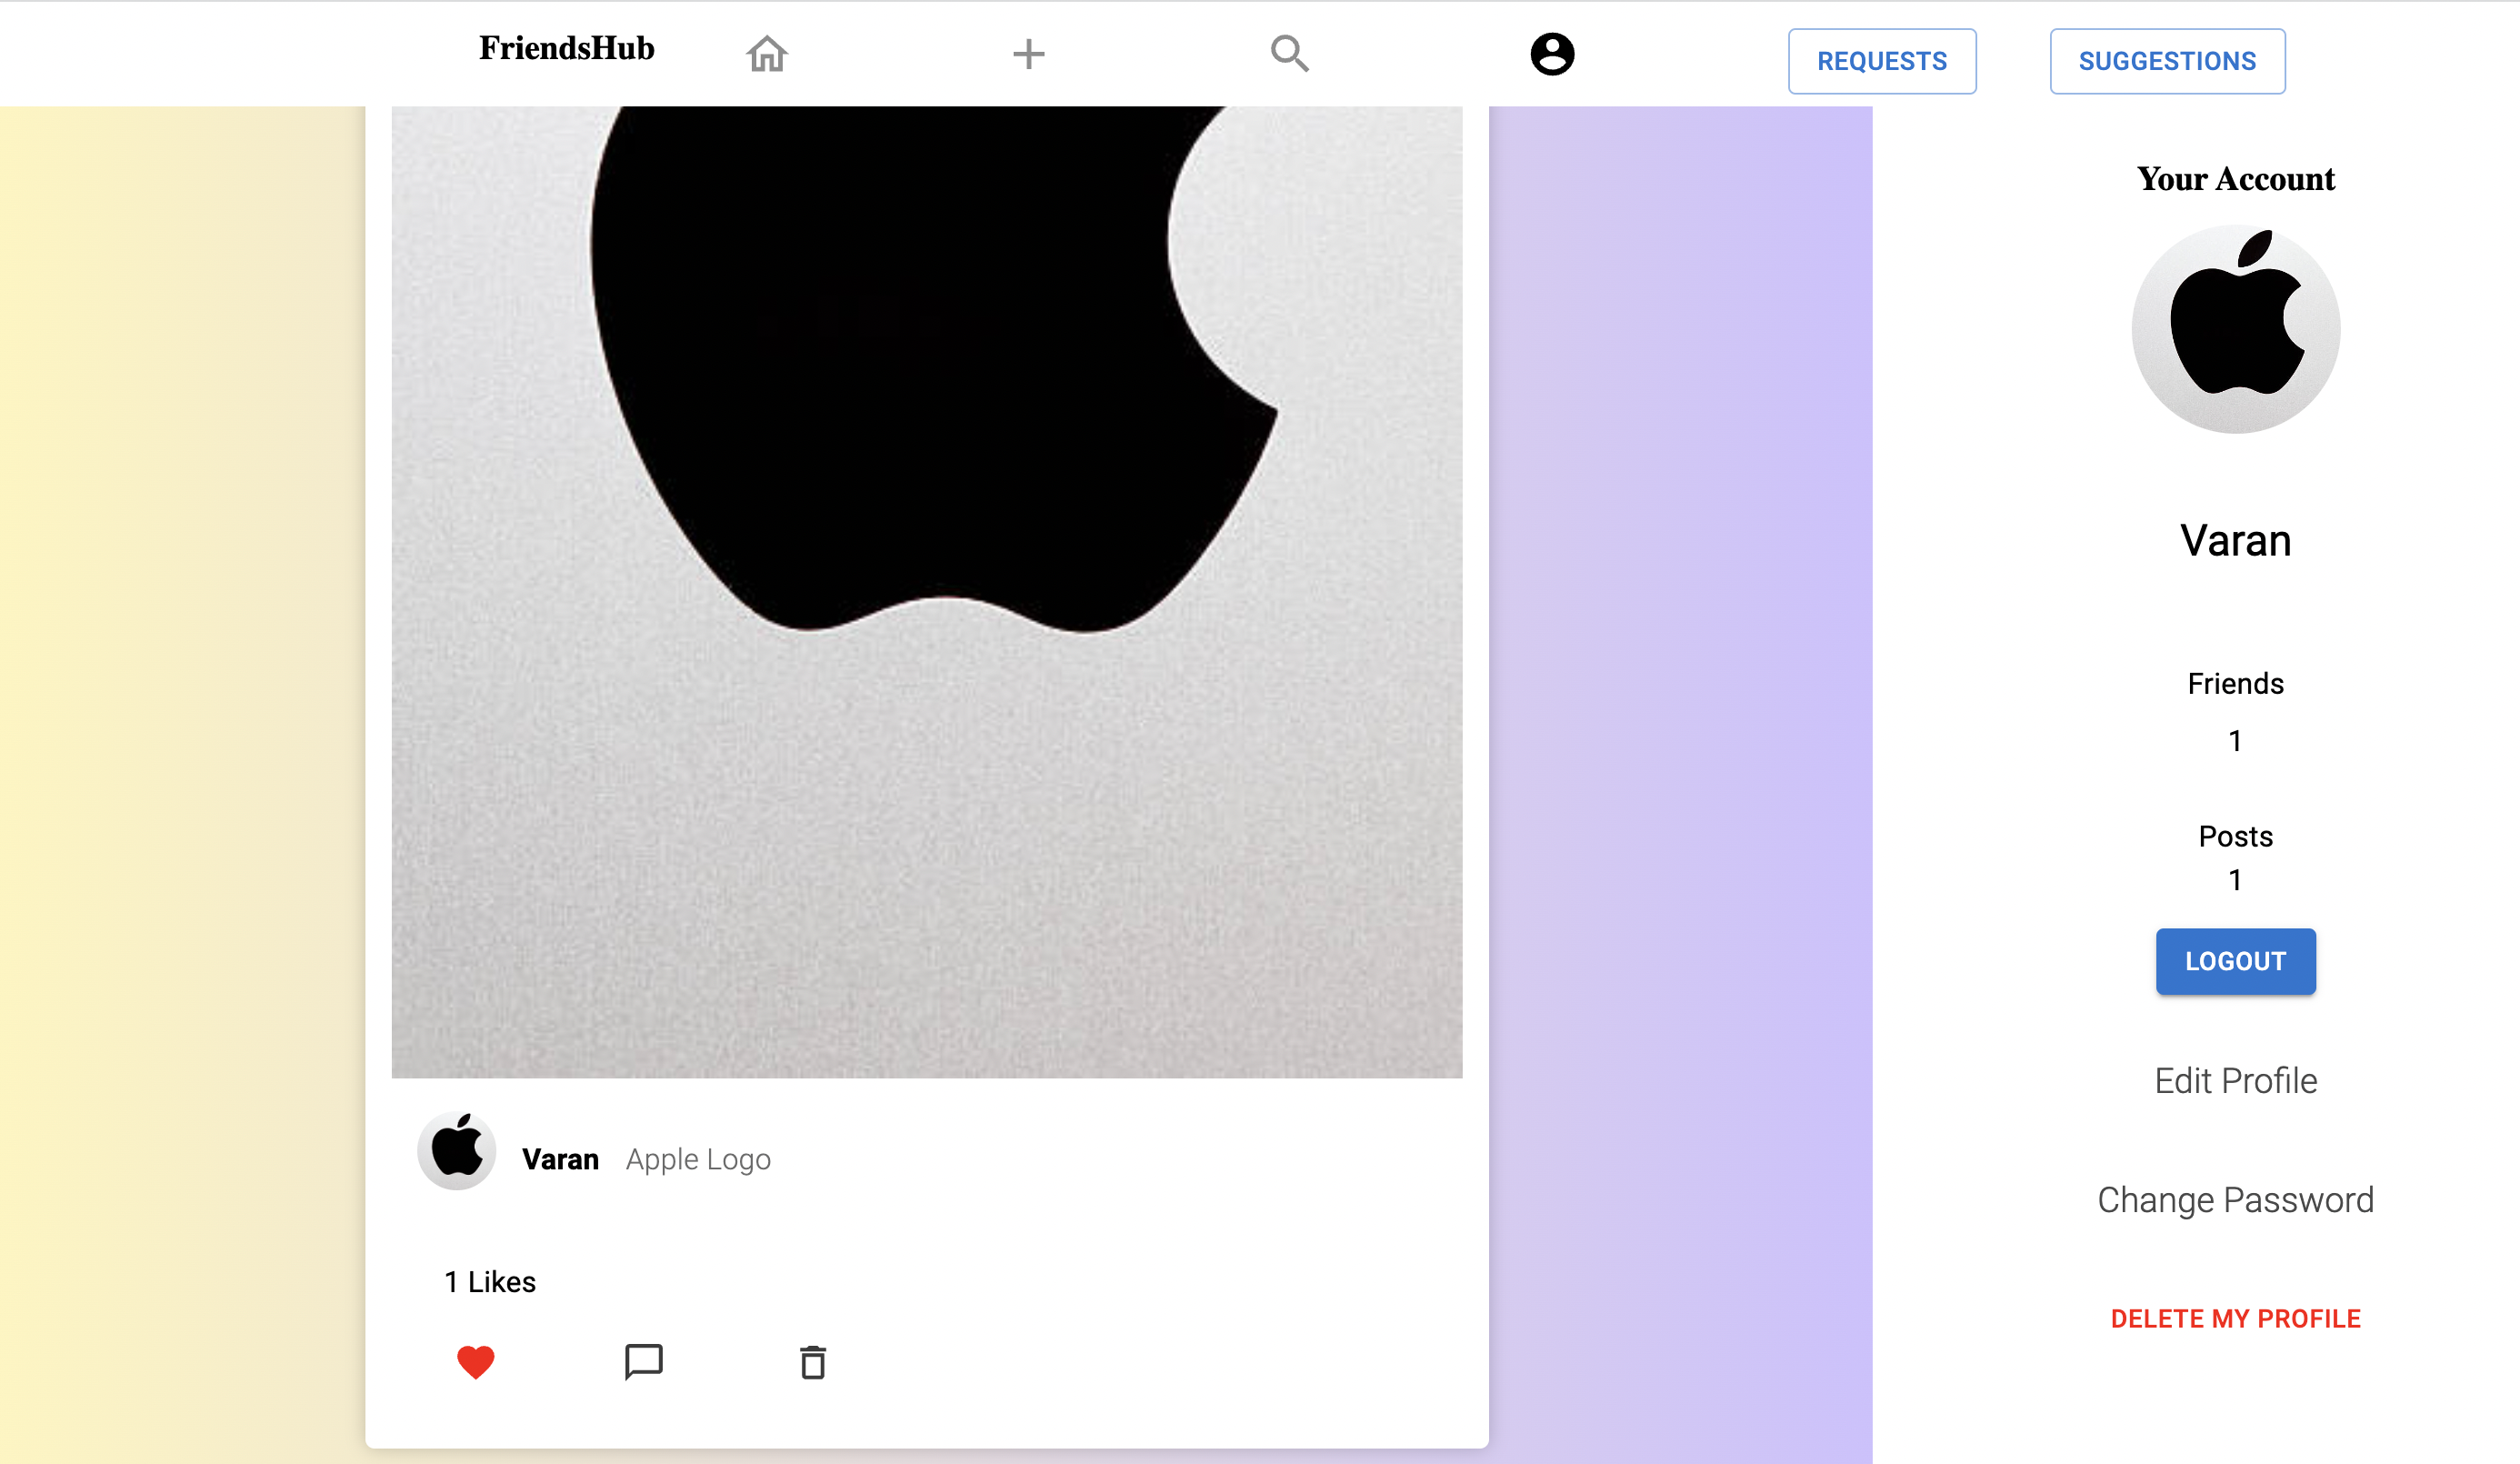 FriendsHub
REQUESTS
SUGGESTIONS
Varan Apple Logo
1 Likes
Your Account
Varan
Friends
1
Posts
1
LOGOUT
Edit Profile
Change Password
DELETE MY PROFILE